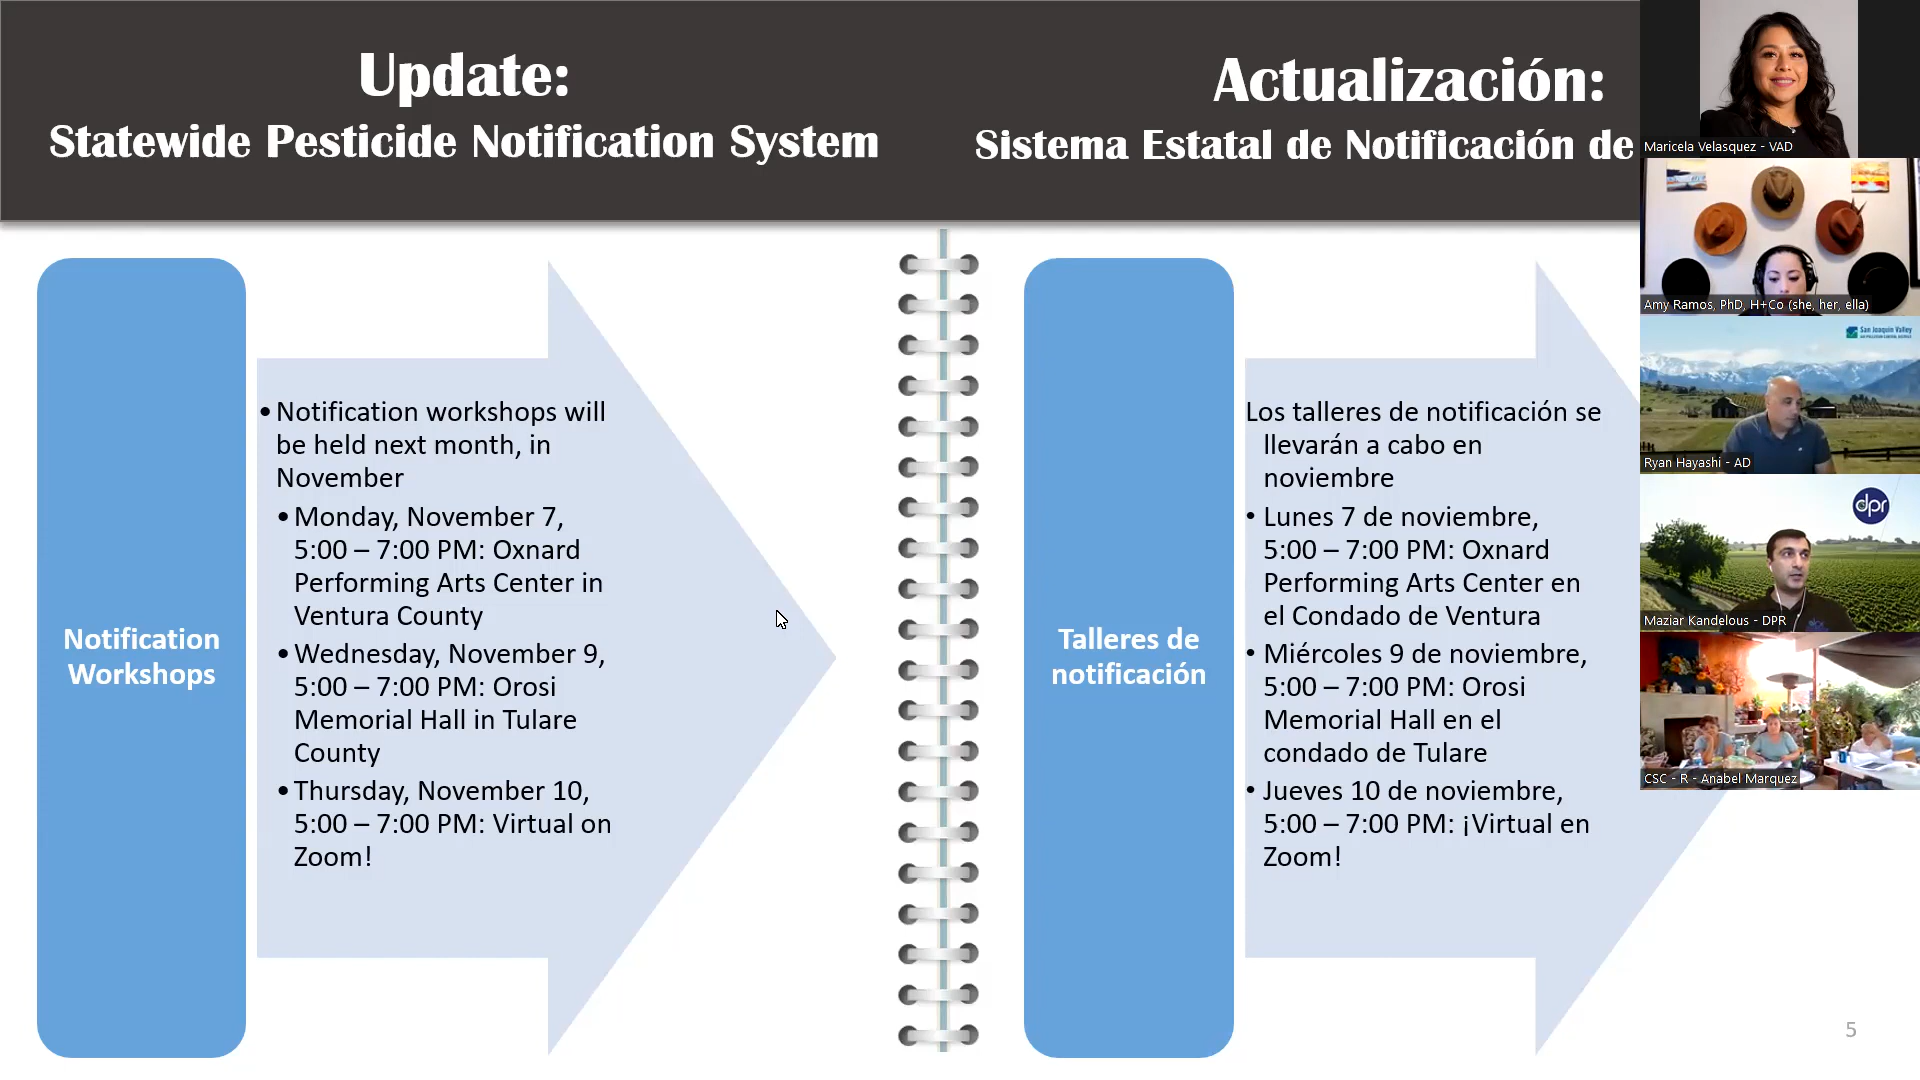 Update:
Statewide Pesticide Notification System
Notification
Workshops
• Notification workshops will
be held next month, in
November
• Monday, November 7,
5:00 – 7:00 PM: Oxnard
Performing Arts Center in
Ventura County
• Wednesday, November 9,
5:00 – 7:00 PM: Orosi
Memorial Hall in Tulare
County
• Thursday, November 10,
5:00 – 7:00 PM: Virtual on
Zoom!
Actualización:
Sistema Estatal de Notificación de
Talleres de
notificación
Los talleres de notificación se
llevarán a cabo en
noviembre
• Lunes 7 de noviembre,
5:00 – 7:00 PM: Oxnard
Performing Arts Center en
el Condado de Ventura
• Miércoles 9 de noviembre,
5:00 – 7:00 PM: Orosi
Memorial Hall en el
condado de Tulare
• Jueves 10 de noviembre,
5:00 – 7:00 PM: ¡Virtual en
Zoom!
5
Maricela Velasquez - VAD
Amy Ramos, PhD, H+Co (she, her, ella)
San Joaquin Valley
Ryan Hayashi - AD
dpr
Maziar Kandelous - DPR
CSC - R - Anabel Marquez